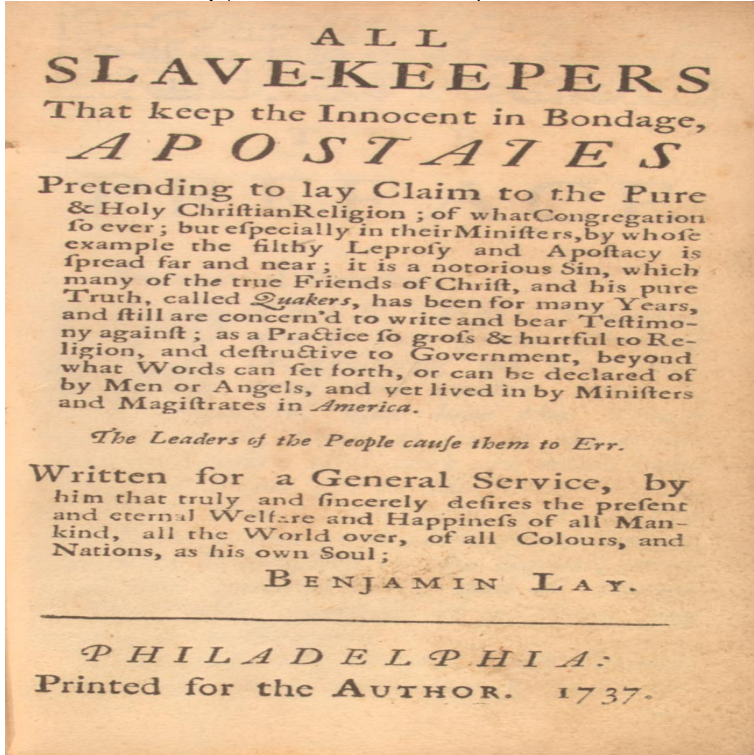 ALL
SLAVE-KEEPERS
That keep the Innocent in Bondage,
APOSTATES
Pretending to lay Claim to the Pure
& Holy Chriſtian Religion ; of what Congregation
ſo ever ; but eſpecially in their Miniſters, by whoſe
example the filthy Leproſy and Apoſtacy is
ſpread far and near ; it is a notorious Sin, which
many of the true Friends of Chriſt, and his pure
Truth, called Quakers, has been for many Years,
and ſtill are concern'd to write and bear Teſtimo-
ny againſt ; as a Practice ſo groſs & hurtful to Re-
ligion, and deſtructive to Government, beyond
what Words can ſet forth, or can be declared of
by Men or Angels, and yet lived in by Miniſters
and Magiſtrates in America.
The Leaders of the People cauſe them to Err.
Written for a General Service, by
him that truly and ſincerely deſires the preſent
and eternal Welfare and Happineſs of all Man-
kind, all the World over, of all Colours, and
Nations, as his own Soul ;
BENJAMIN LAY.
PHILADELPHIA:
Printed for the AUTHOR. 1737.